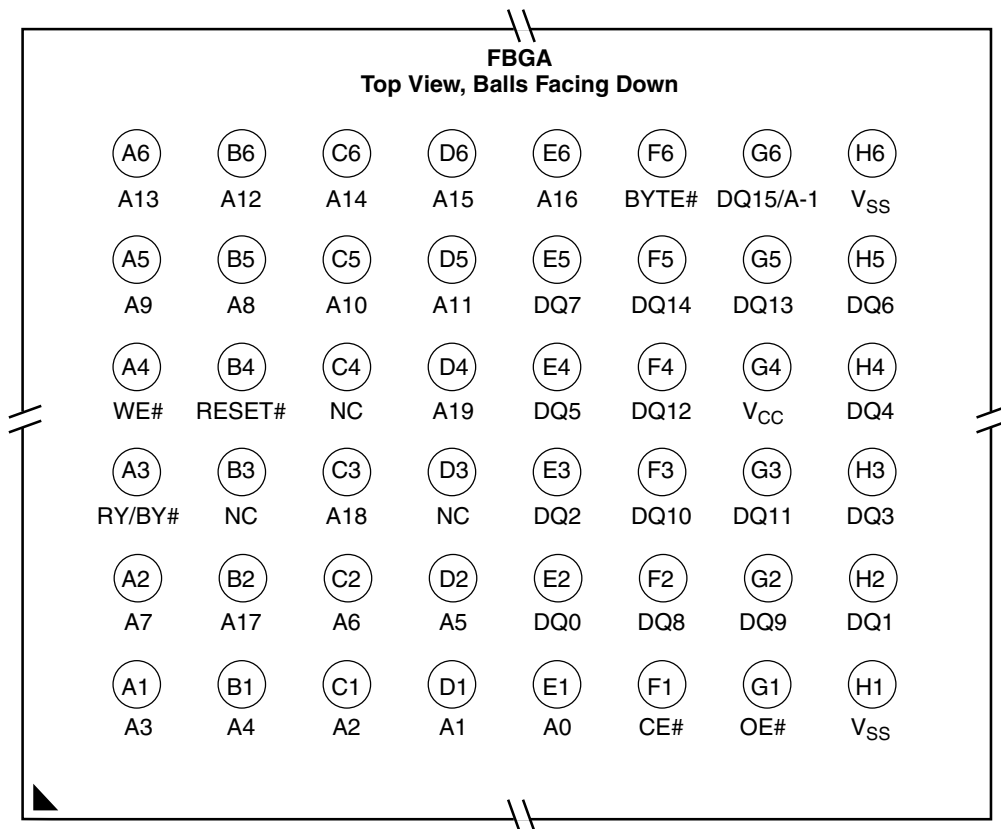 FBGA
Top View, Balls Facing Down
A6 B6 C6 D6 E6 F6 G6 H6
A13 A12 A14 A15 A16 BYTE# DQ15/A-1 VSS
A5 B5 C5 D5 E5 F5 G5 H5
A9 A8 A10 A11 DQ7 DQ14 DQ13 DQ6
A4 B4 C4 D4 E4 F4 G4 H4
WE# RESET# NC A19 DQ5 DQ12 VCC DQ4
A3 B3 C3 D3 E3 F3 G3 H3
RY/BY# NC A18 NC DQ2 DQ10 DQ11 DQ3
A2 B2 C2 D2 E2 F2 G2 H2
A7 A17 A6 A5 DQ0 DQ8 DQ9 DQ1
A1 B1 C1 D1 E1 F1 G1 H1
A3 A4 A2 A1 A0 CE# OE# VSS